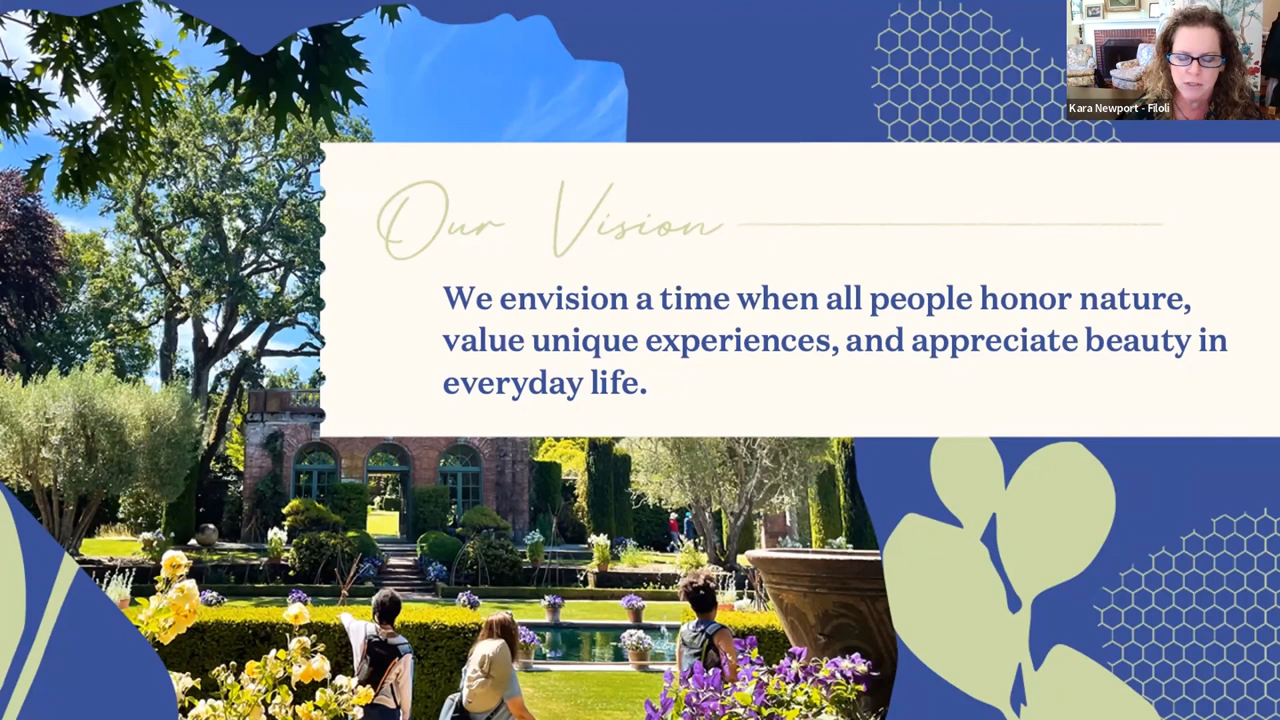 Kara Newport - Filoli
Our Vision
We envision a time when all people honor nature,
value unique experiences, and appreciate beauty in
everyday life.